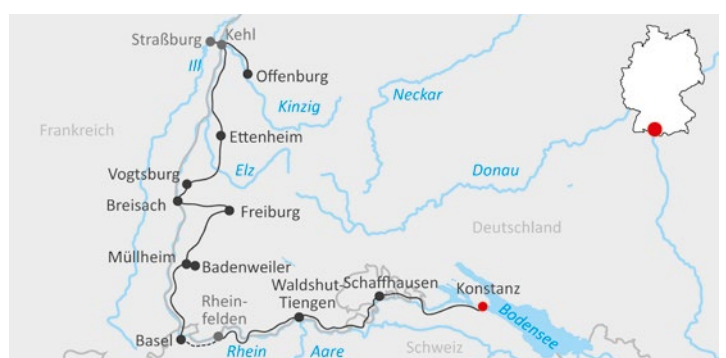 Straßburg
Kehl
Ill
Offenburg
Kinzig
Neckar
Frankreich
Ettenheim
Elz
Donau
Vogtsburg
Breisach
Freiburg
Deutschland
Müllheim
Badenweiler
Waldshut-
Tiengen
Schaffhausen
Konstanz
Rhein-
felden
Bodensee
Basel
Rhein
Aare
Schweiz